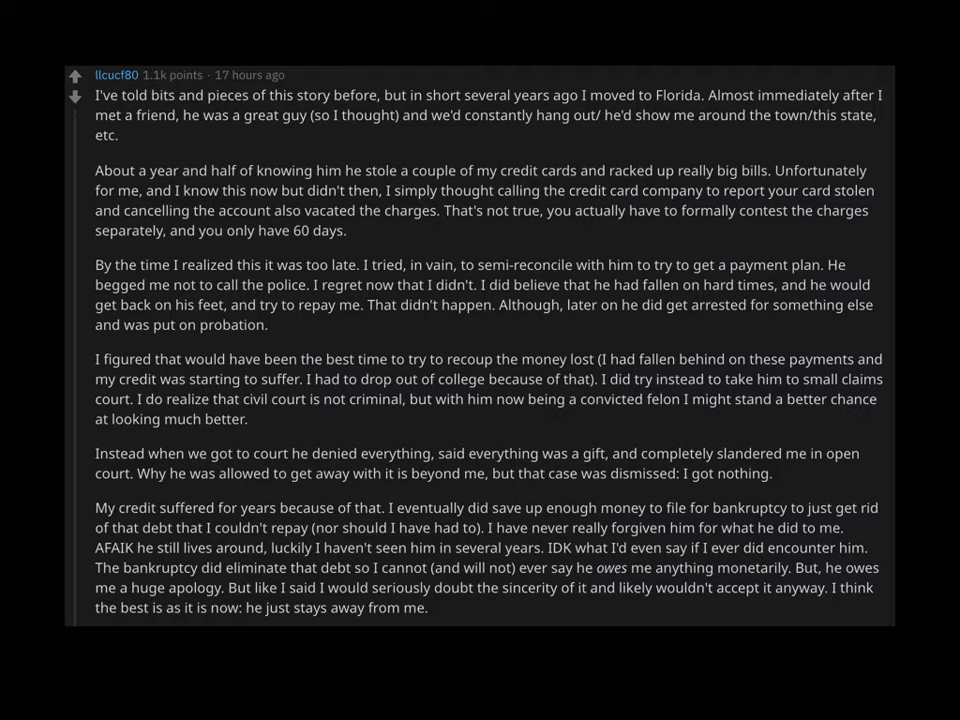 llcucf80 1.1k points · 17 hours ago
I've told bits and pieces of this story before, but in short several years ago I moved to Florida. Almost immediately after I
met a friend, he was a great guy (so I thought) and we'd constantly hang out/ he'd show me around the town/this state,
etc.
About a year and half of knowing him he stole a couple of my credit cards and racked up really big bills. Unfortunately
for me, and I know this now but didn't then, I simply thought calling the credit card company to report your card stolen
and cancelling the account also vacated the charges. That's not true, you actually have to formally contest the charges
separately, and you only have 60 days.
By the time I realized this it was too late. I tried, in vain, to semi-reconcile with him to try to get a payment plan. He
begged me not to call the police. I regret now that I didn't. I did believe that he had fallen on hard times, and he would
get back on his feet, and try to repay me. That didn't happen. Although, later on he did get arrested for something else
and was put on probation.
I figured that would have been the best time to try to recoup the money lost (I had fallen behind on these payments and
my credit was starting to suffer. I had to drop out of college because of that). I did try instead to take him to small claims
court. I do realize that civil court is not criminal, but with him now being a convicted felon I might stand a better chance
at looking much better.
Instead when we got to court he denied everything, said everything was a gift, and completely slandered me in open
court. Why he was allowed to get away with it is beyond me, but that case was dismissed: I got nothing.
My credit suffered for years because of that. I eventually did save up enough money to file for bankruptcy to just get rid
of that debt that I couldn't repay (nor should I have had to). I have never really forgiven him for what he did to me.
AFAIK he still lives around, luckily I haven't seen him in several years. IDK what I'd even say if I ever did encounter him.
The bankruptcy did eliminate that debt so I cannot (and will not) ever say he owes me anything monetarily. But, he owes
me a huge apology. But like I said I would seriously doubt the sincerity of it and likely wouldn't accept it anyway. I think
the best is as it is now: he just stays away from me.